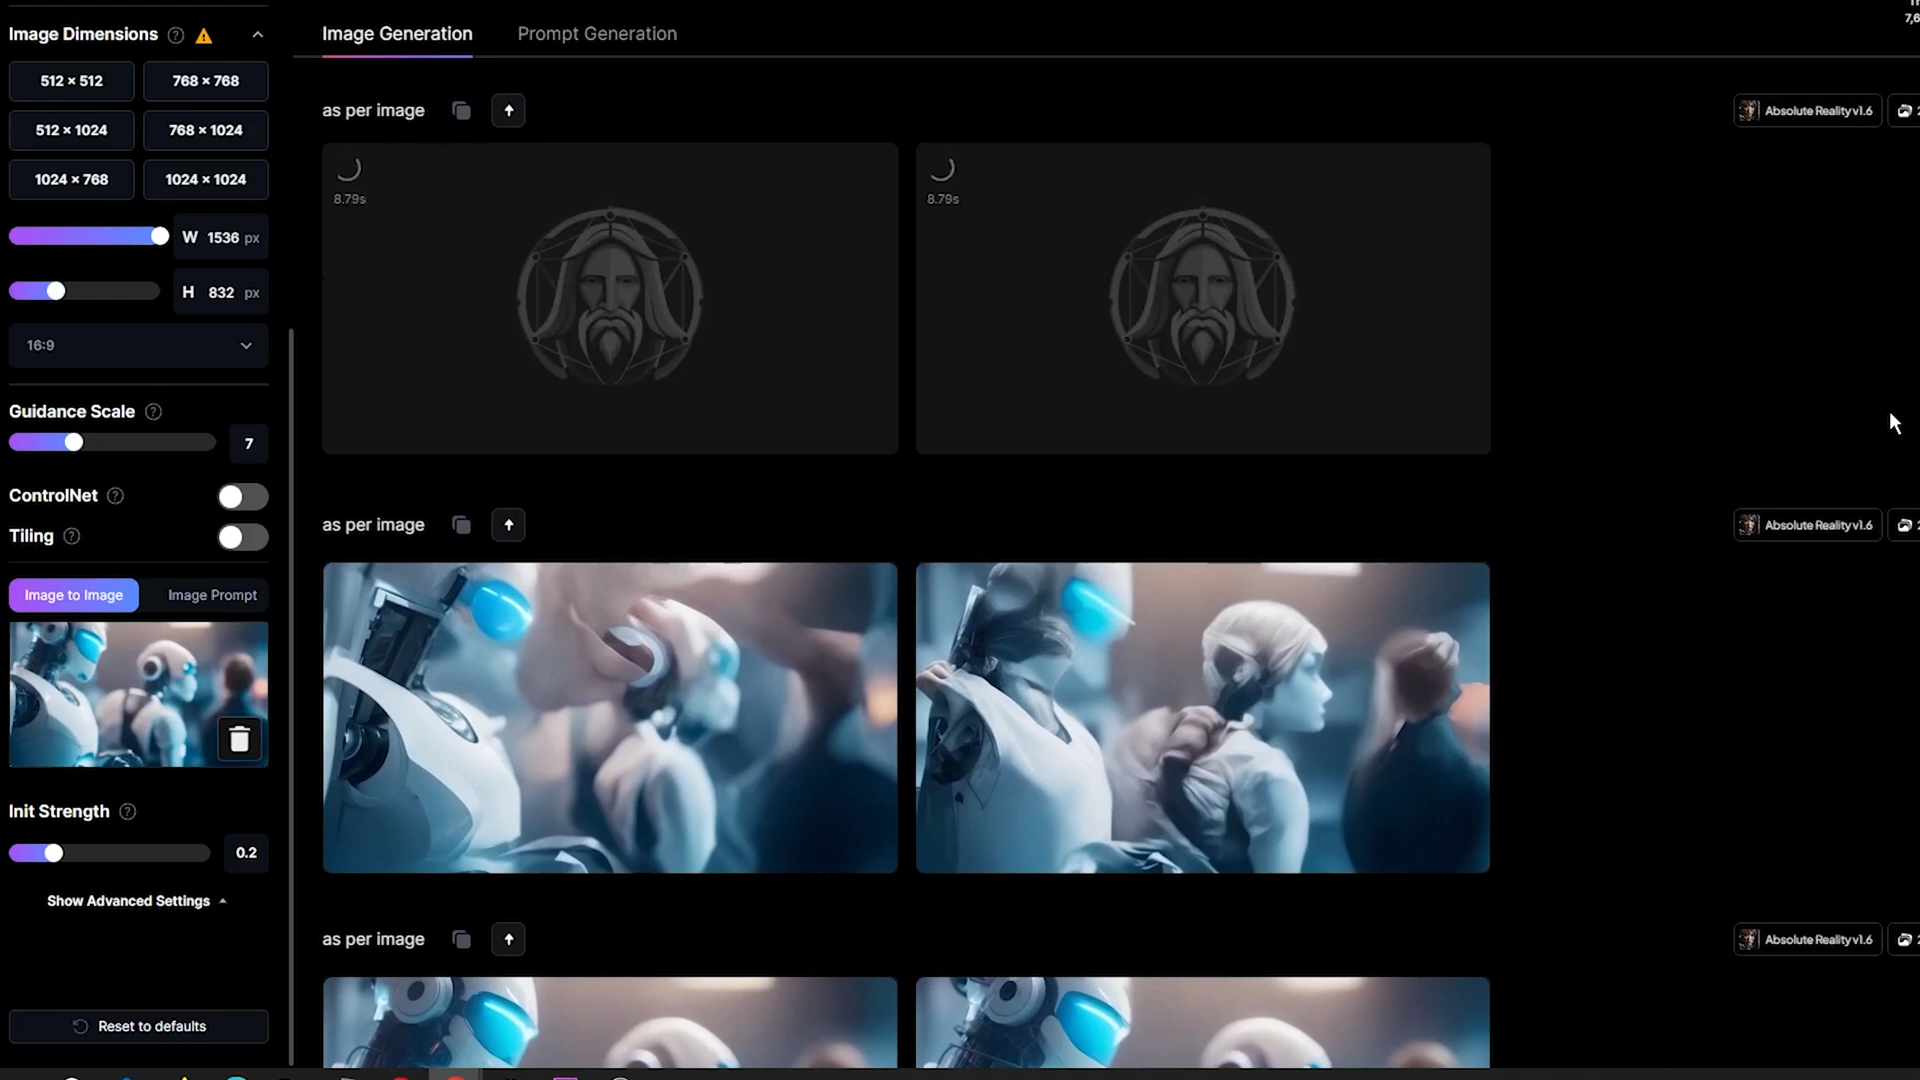 Image Dimensions
512 × 512
768 × 768
512 × 1024
768 × 1024
1024 × 768
1024 × 1024
W 1536 px
H 832 px
16:9
Guidance Scale
7
ControlNet
Tiling
Image to Image
Image Prompt
Init Strength
0.2
Show Advanced Settings
Reset to defaults
Image Generation
Prompt Generation
as per image
Absolute Reality v1.6
8.79s
8.79s
as per image
Absolute Reality v1.6
as per image
Absolute Reality v1.6